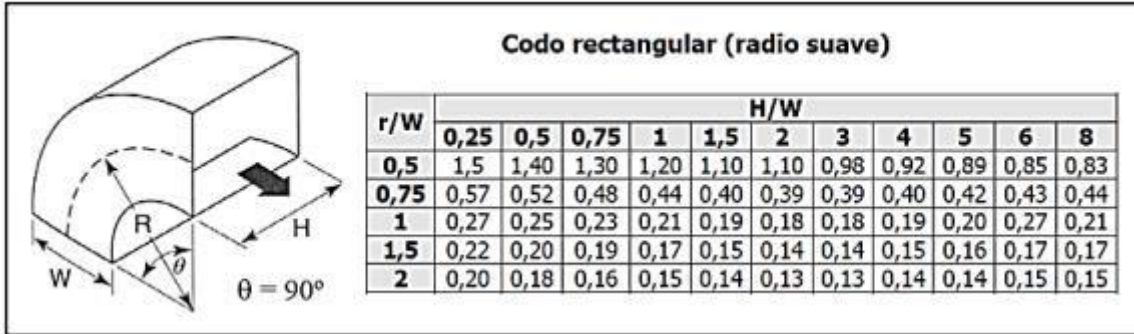 Codo rectangular (radio suave)
r/W H/W
0,25 0,5 0,75 1 1,5 2 3 4 5 6 8
0,5 1,5 1,40 1,30 1,20 1,10 1,10 0,98 0,92 0,89 0,85 0,83
0,75 0,57 0,52 0,48 0,44 0,40 0,39 0,39 0,40 0,42 0,43 0,44
1 0,27 0,25 0,23 0,21 0,19 0,18 0,18 0,19 0,20 0,27 0,21
1,5 0,22 0,20 0,19 0,17 0,15 0,14 0,14 0,15 0,16 0,17 0,17
2 0,20 0,18 0,16 0,15 0,14 0,13 0,13 0,14 0,14 0,15 0,15
R
H
W
θ
θ = 90º